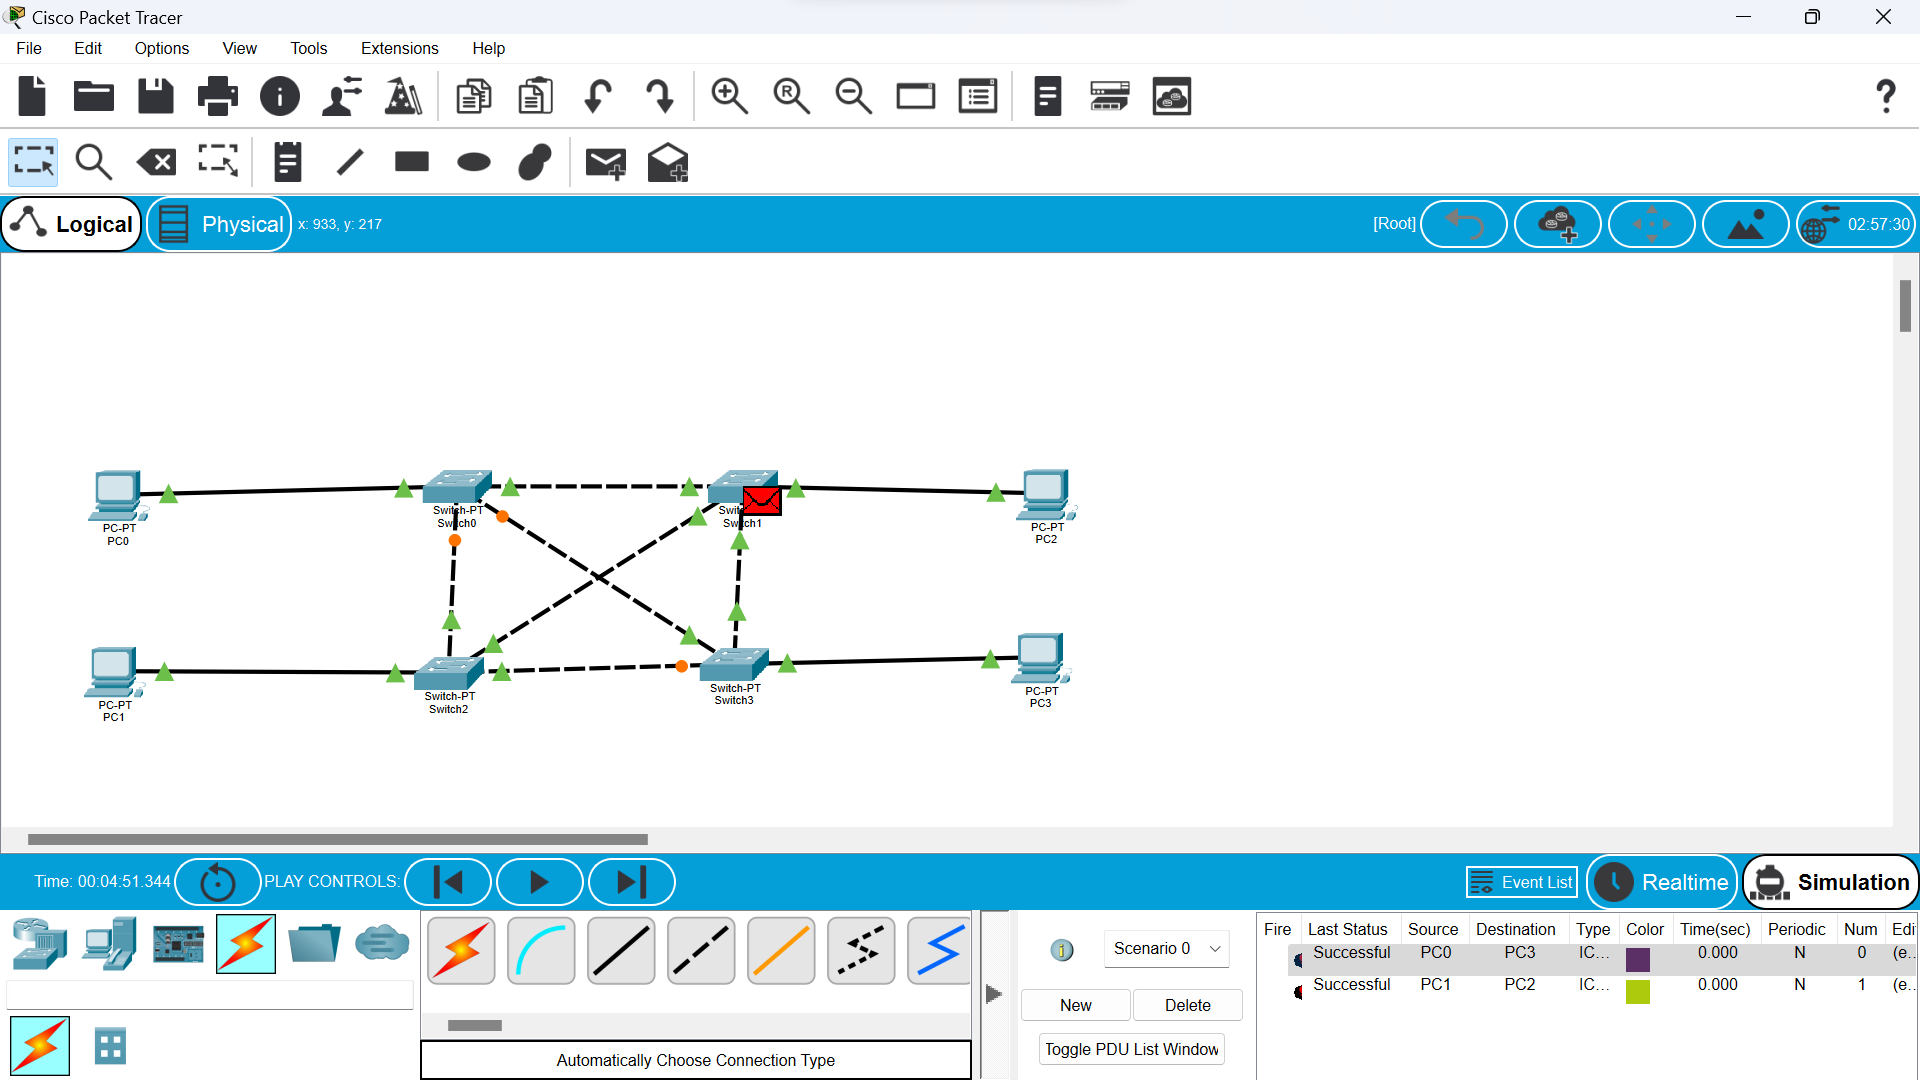 Cisco Packet Tracer
File Edit Options View Tools Extensions Help
Logical Physical x: 933, y: 217 [Root] 02:57:30
PC-PT
PC0
Switch-PT
Switch0
Switch1
PC-PT
PC2
PC-PT
PC1
Switch-PT
Switch2
Switch-PT
Switch3
PC-PT
PC3
Time: 00:04:51.344 PLAY CONTROLS: Event List Realtime Simulation
Fire Last Status Source Destination Type Color Time(sec) Periodic Num Edi
Successful PC0 PC3 IC... 0.000 N 0 (e...
Successful PC1 PC2 IC... 0.000 N 1 (e...
Scenario 0
New Delete
Toggle PDU List Window
Automatically Choose Connection Type